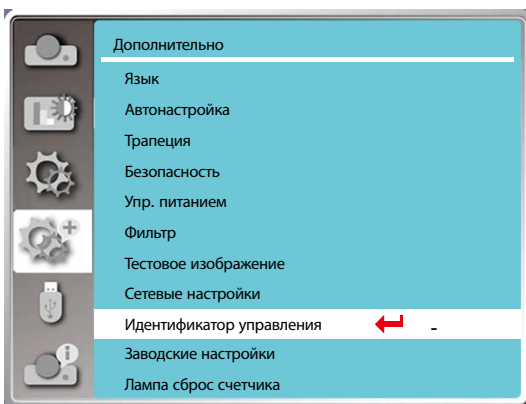 Дополнительно
Язык
Автонастройка
Трапеция
Безопасность
Упр. питанием
Фильтр
Тестовое изображение
Сетевые настройки
Идентификатор управления -
Заводские настройки
Лампа сброс счетчика